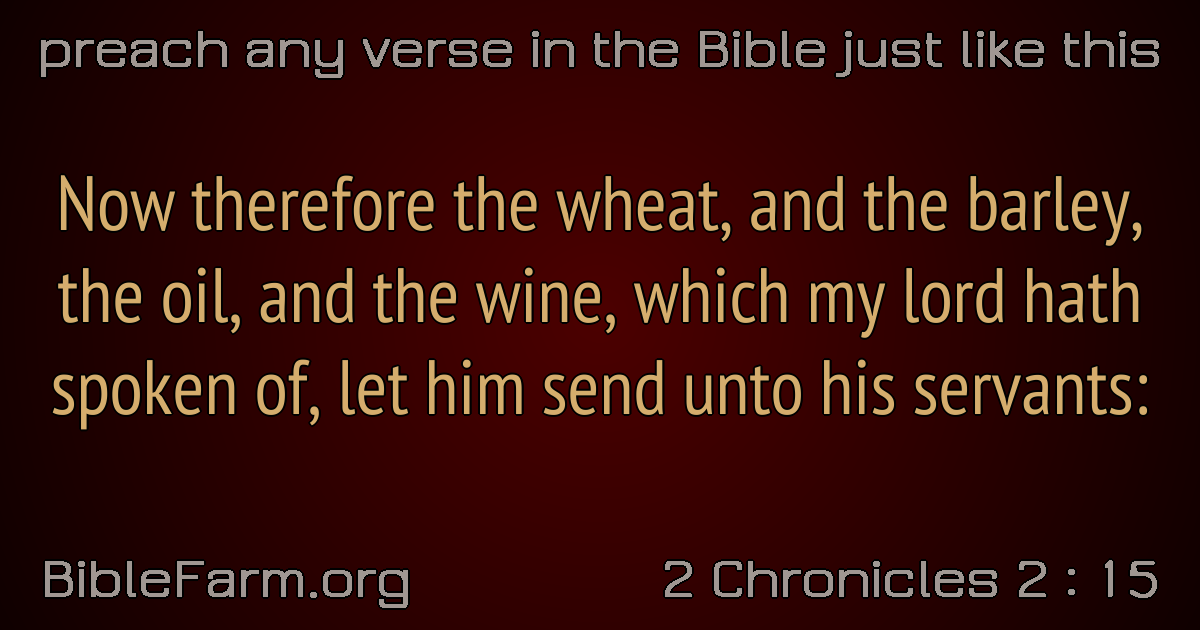 preach any verse in the Bible just like this
Now therefore the wheat, and the barley,
the oil, and the wine, which my lord hath
spoken of, let him send unto his servants:
BibleFarm.org
2 Chronicles 2 : 15